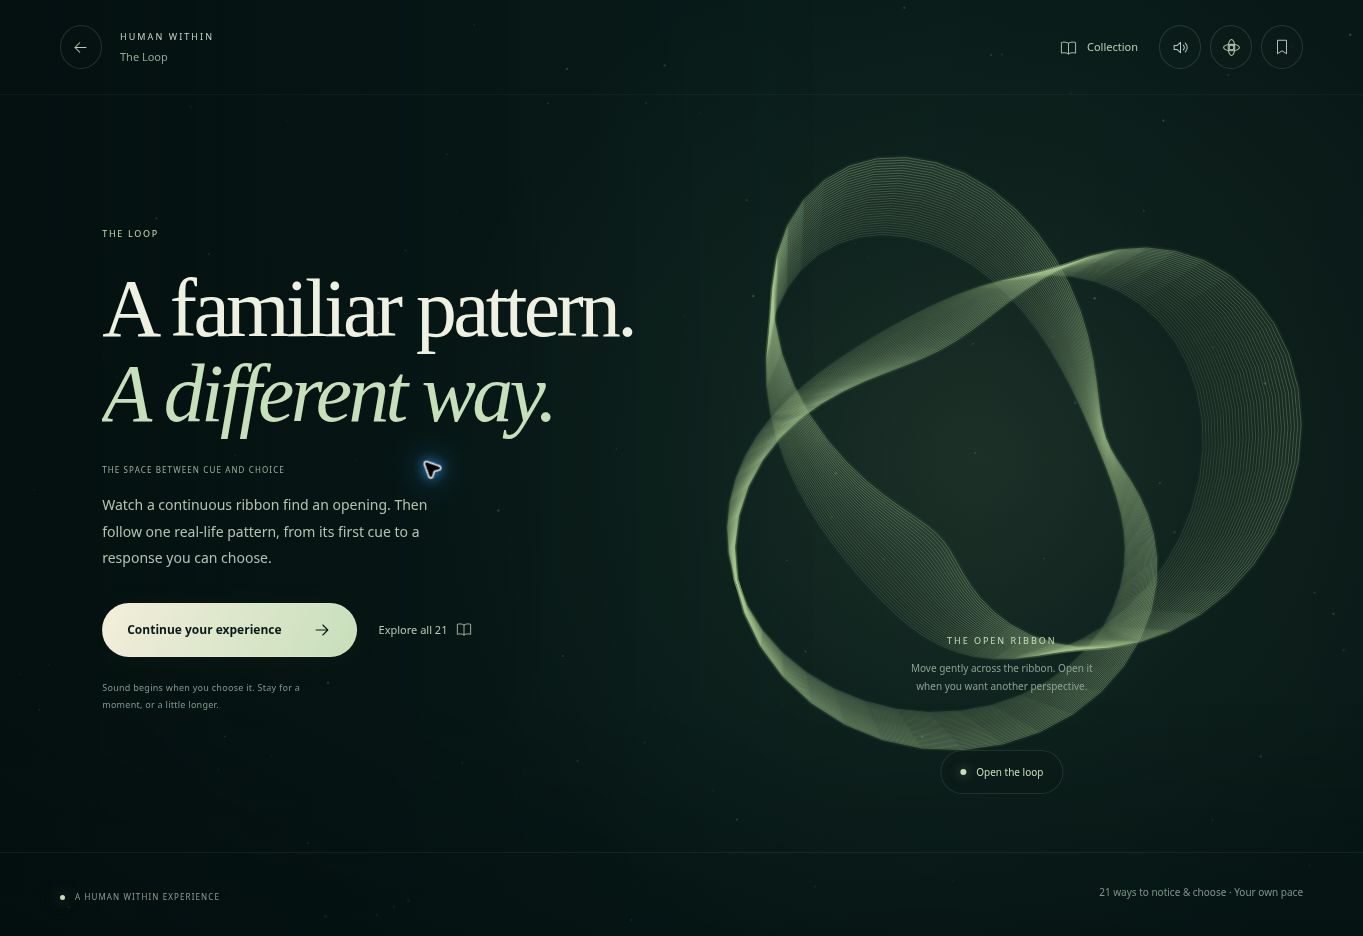 HUMAN WITHIN
The Loop
Collection
THE LOOP
A familiar pattern.
A different way.
THE SPACE BETWEEN CUE AND CHOICE
Watch a continuous ribbon find an opening. Then
follow one real-life pattern, from its first cue to a
response you can choose.
Continue your experience
Explore all 21
Sound begins when you choose it. Stay for a
moment, or a little longer.
THE OPEN RIBBON
Move gently across the ribbon. Open it
when you want another perspective.
Open the loop
A HUMAN WITHIN EXPERIENCE
21 ways to notice & choose · Your own pace